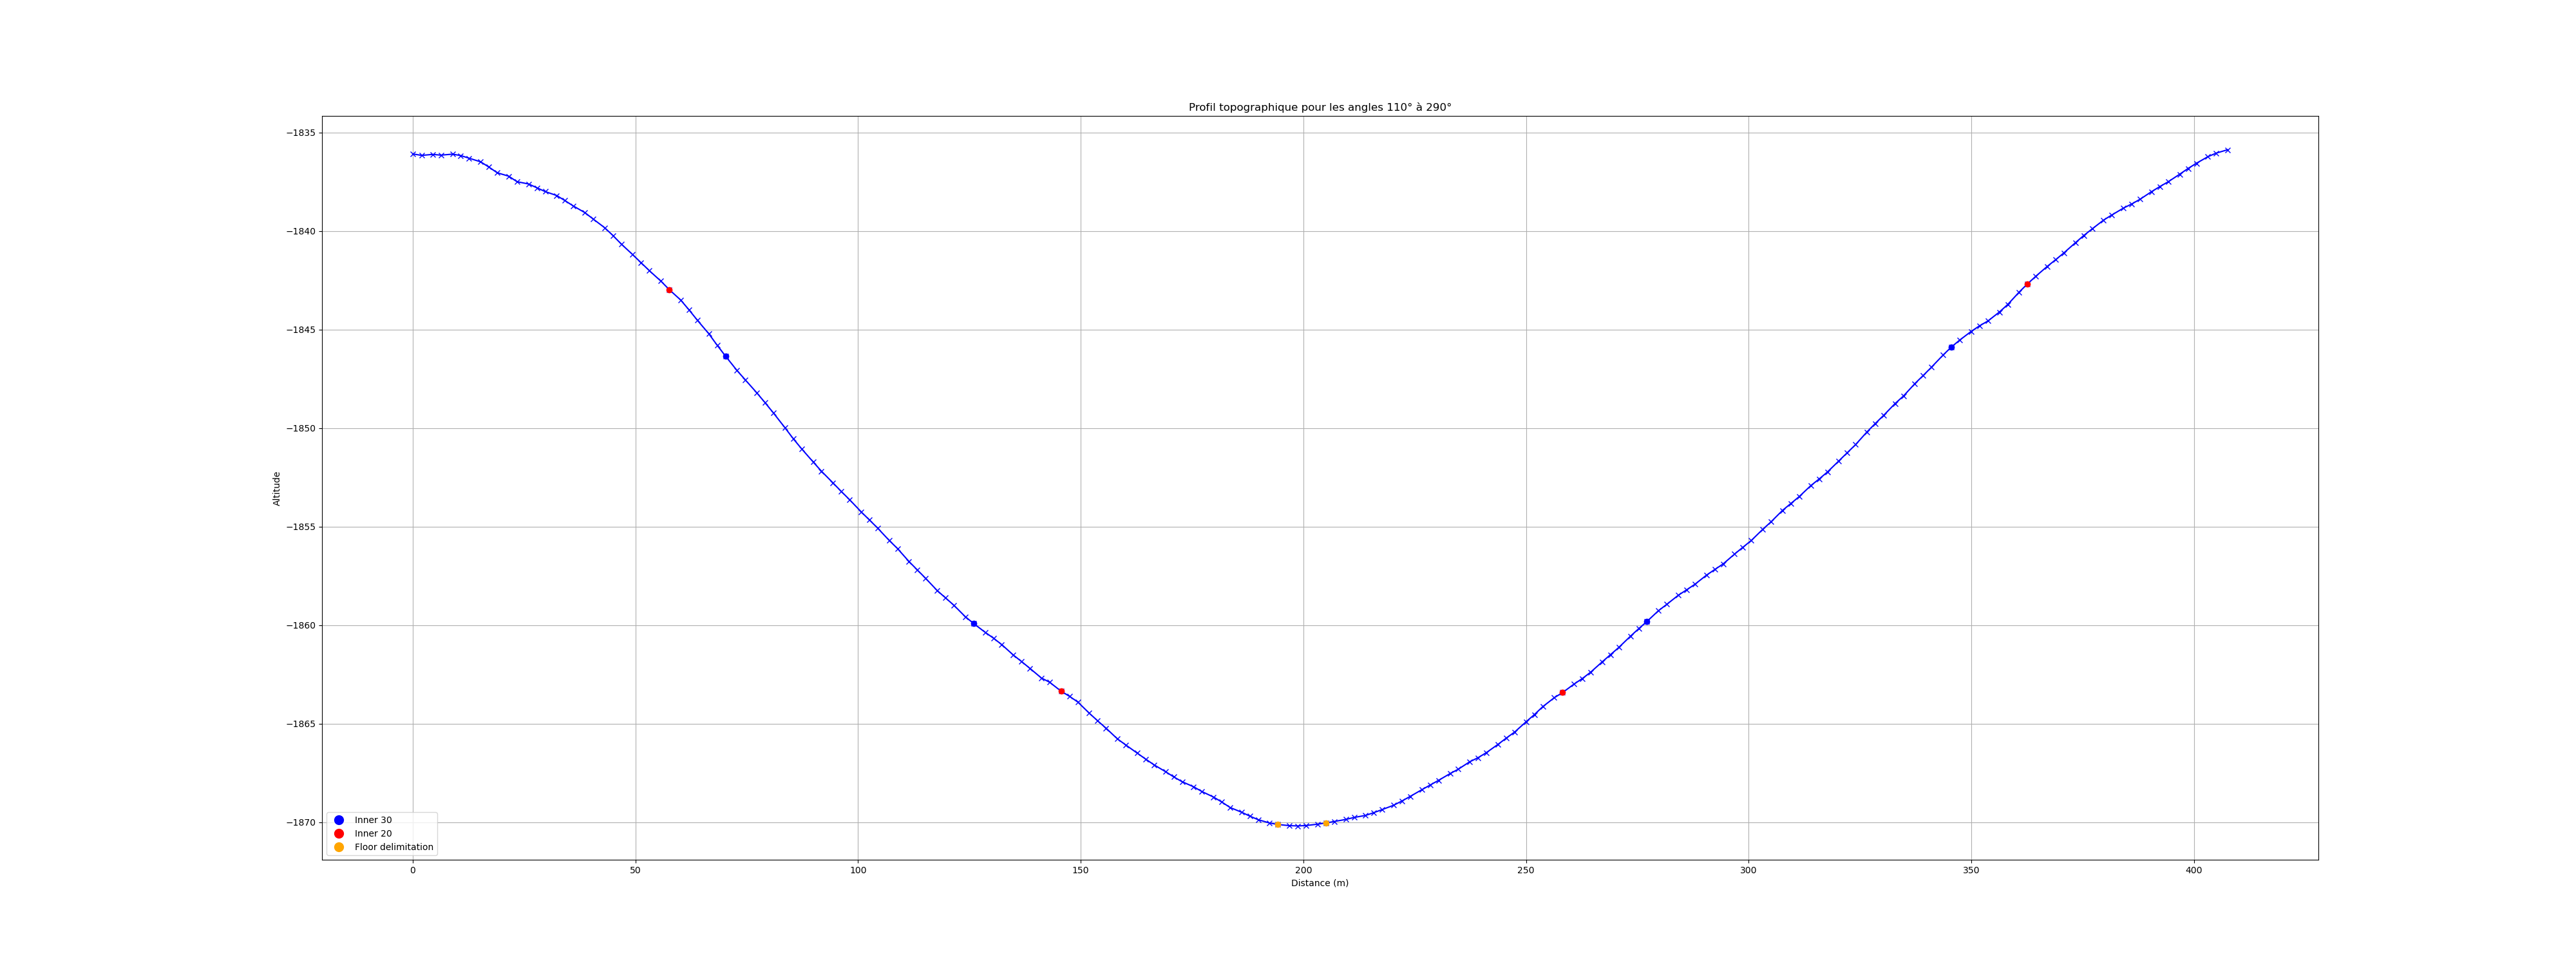 Profil topographique pour les angles 110° à 290°
−1835
−1840
−1845
−1850
−1855
−1860
−1865
−1870
Altitude
Inner 30
Inner 20
Floor delimitation
0 50 100 150 200 250 300 350 400
Distance (m)